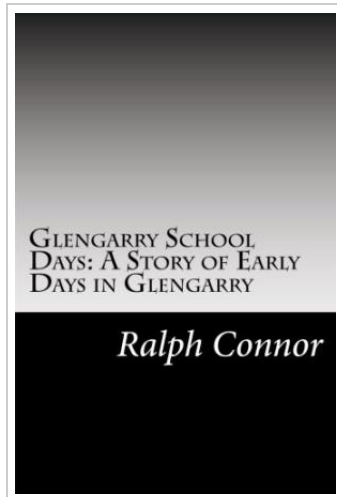 Glengarry School
Days: A Story of Early
Days in Glengarry
Ralph Connor